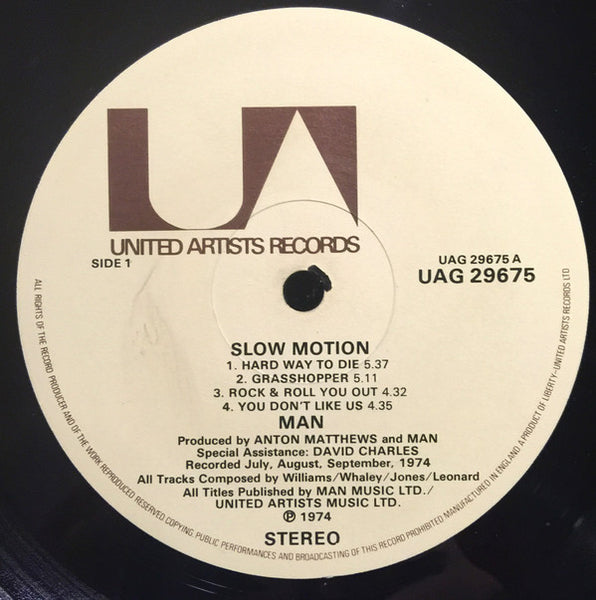 UA
UNITED ARTISTS RECORDS
SIDE 1
UAG 29675 A
UAG 29675
SLOW MOTION
1. HARD WAY TO DIE 5.37
2. GRASSHOPPER 5.11
3. ROCK & ROLL YOU OUT 4.32
4. YOU DON'T LIKE US 4.35
MAN
Produced by ANTON MATTHEWS and MAN
Special Assistance: DAVID CHARLES
Recorded July, August, September, 1974
All Tracks Composed by Williams/Whaley/Jones/Leonard
All Titles Published by MAN MUSIC LTD./
UNITED ARTISTS MUSIC LTD.
℗ 1974
STEREO
ALL RIGHTS OF THE RECORD PRODUCER AND OF THE WORK REPRODUCED RESERVED COPYING, PUBLIC PERFORMANCES AND BROADCASTING OF THIS RECORD PROHIBITED MANUFACTURED IN ENGLAND A PRODUCT OF LIBERTY–UNITED ARTISTS RECORDS LTD